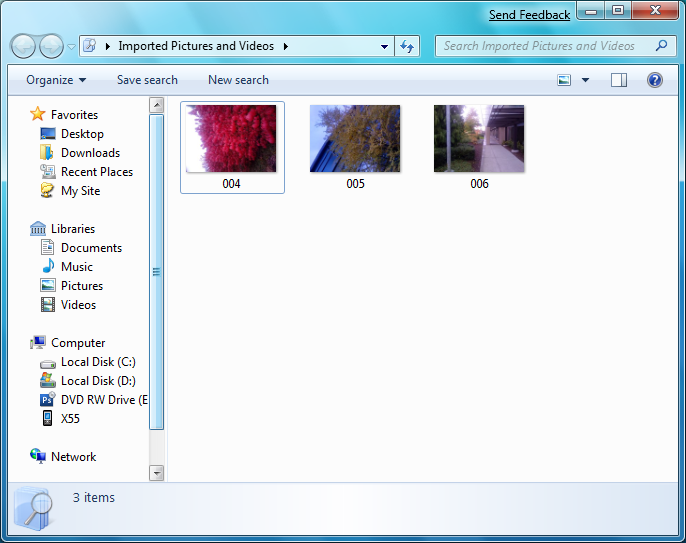 Send Feedback
Imported Pictures and Videos
Search Imported Pictures and Videos
Organize Save search New search
Favorites
Desktop
Downloads
Recent Places
My Site
Libraries
Documents
Music
Pictures
Videos
Computer
Local Disk (C:)
Local Disk (D:)
DVD RW Drive (E
X55
Network
004 005 006
3 items